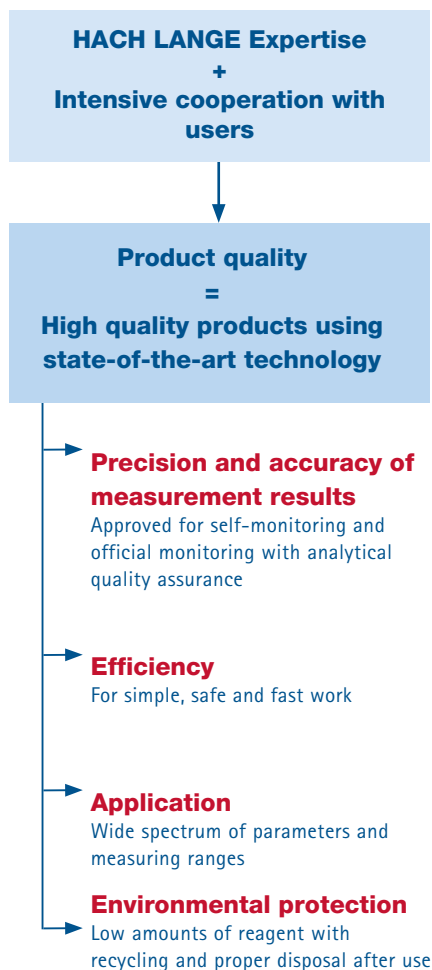 HACH LANGE Expertise
+
Intensive cooperation with
users
Product quality
=
High quality products using
state-of-the-art technology
Precision and accuracy of
measurement results
Approved for self-monitoring and
official monitoring with analytical
quality assurance
Efficiency
For simple, safe and fast work
Application
Wide spectrum of parameters and
measuring ranges
Environmental protection
Low amounts of reagent with
recycling and proper disposal after use